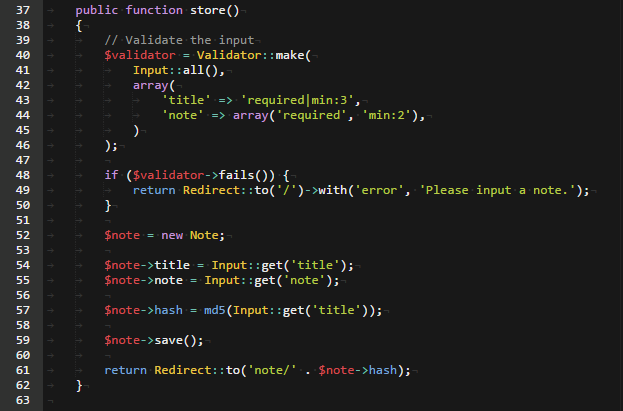 37 public function store()
38 {
39 // Validate the input
40 $validator = Validator::make(
41 Input::all(),
42 array(
43 'title' => 'required|min:3',
44 'note' => array('required', 'min:2'),
45 )
46 );
47
48 if ($validator->fails()) {
49 return Redirect::to('/')->with('error', 'Please input a note.');
50 }
51
52 $note = new Note;
53
54 $note->title = Input::get('title');
55 $note->note = Input::get('note');
56
57 $note->hash = md5(Input::get('title'));
58
59 $note->save();
60
61 return Redirect::to('note/' . $note->hash);
62 }
63